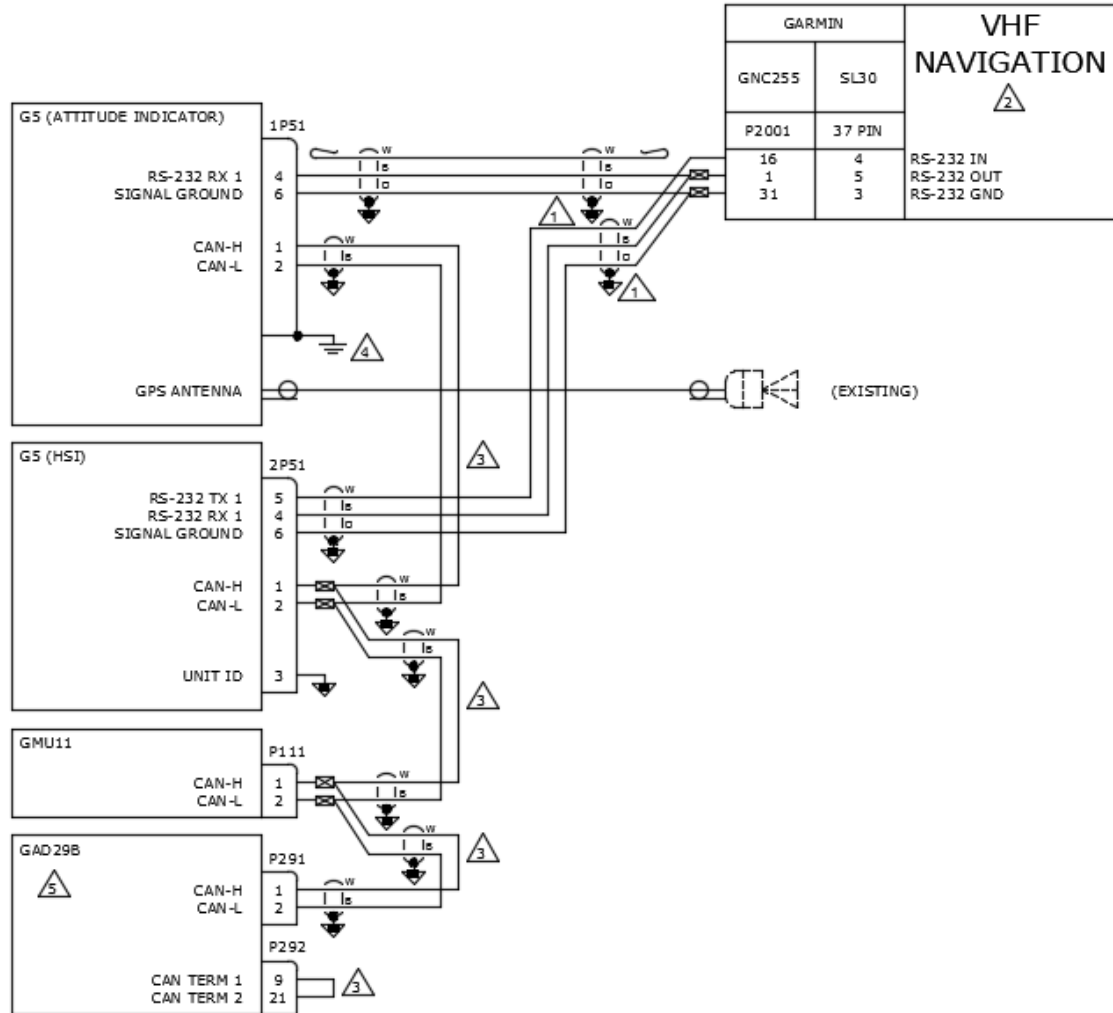 GARMIN
VHF
NAVIGATION
GNC255 SL30
2
P2001 37 PIN
16 4 RS-232 IN
1 5 RS-232 OUT
31 3 RS-232 GND
G5 (ATTITUDE INDICATOR)
1P51
W
B
O
W
B
O
RS-232 RX 1 4
SIGNAL GROUND 6
1
W
B
O
1
CAN-H 1
CAN-L 2
W
B
4
GPS ANTENNA
(EXISTING)
G5 (HSI)
2P51
3
RS-232 TX 1 5
RS-232 RX 1 4
SIGNAL GROUND 6
W
B
O
CAN-H 1
CAN-L 2
W
B
W
B
UNIT ID 3
3
GMU11
P111
CAN-H 1
CAN-L 2
W
B
W
B
3
GAD29B
5
P291
CAN-H 1
CAN-L 2
W
B
P292
CAN TERM 1 9
CAN TERM 2 21
3